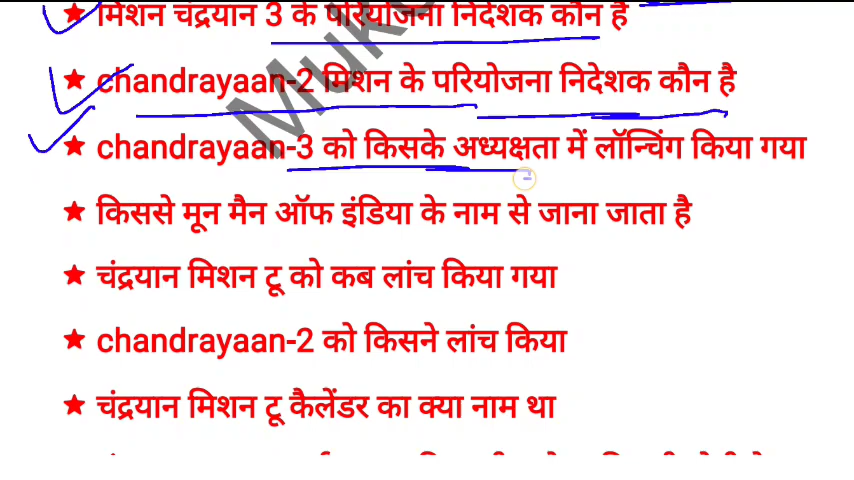 मिशन चंद्रयान 3 के परियोजना निदेशक कौन है
★ chandrayaan-2 मिशन के परियोजना निदेशक कौन है
★ chandrayaan-3 को किसके अध्यक्षता में लॉन्चिंग किया गया
★ किससे मून मैन ऑफ इंडिया के नाम से जाना जाता है
★ चंद्रयान मिशन टू को कब लांच किया गया
★ chandrayaan-2 को किसने लांच किया
★ चंद्रयान मिशन टू कैलेंडर का क्या नाम था